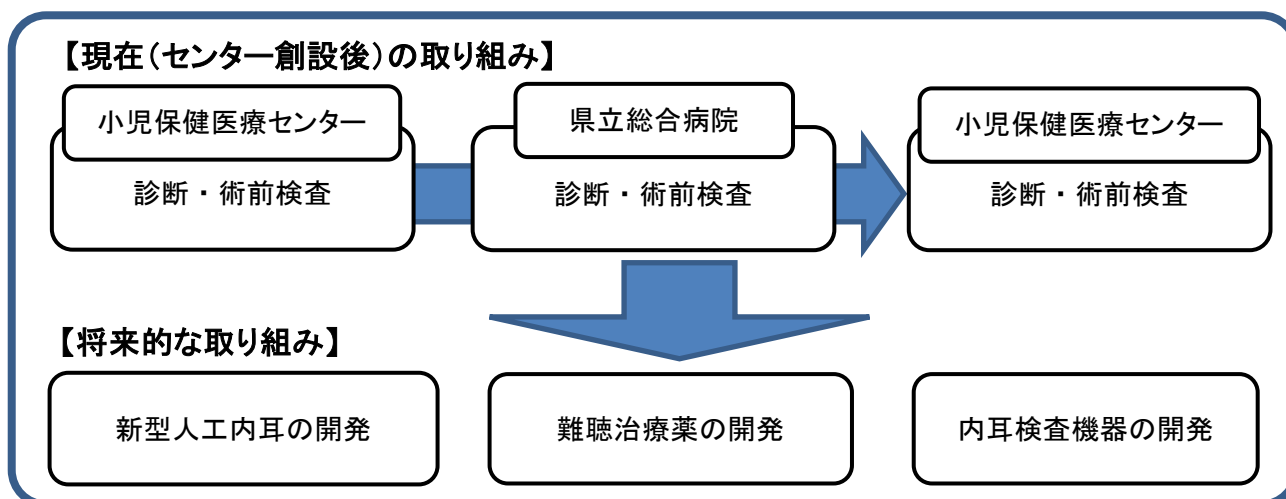 【現在（センター創設後）の取り組み】
小児保健医療センター
県立総合病院
小児保健医療センター
診断・術前検査
診断・術前検査
診断・術前検査
【将来的な取り組み】
新型人工内耳の開発
難聴治療薬の開発
内耳検査機器の開発